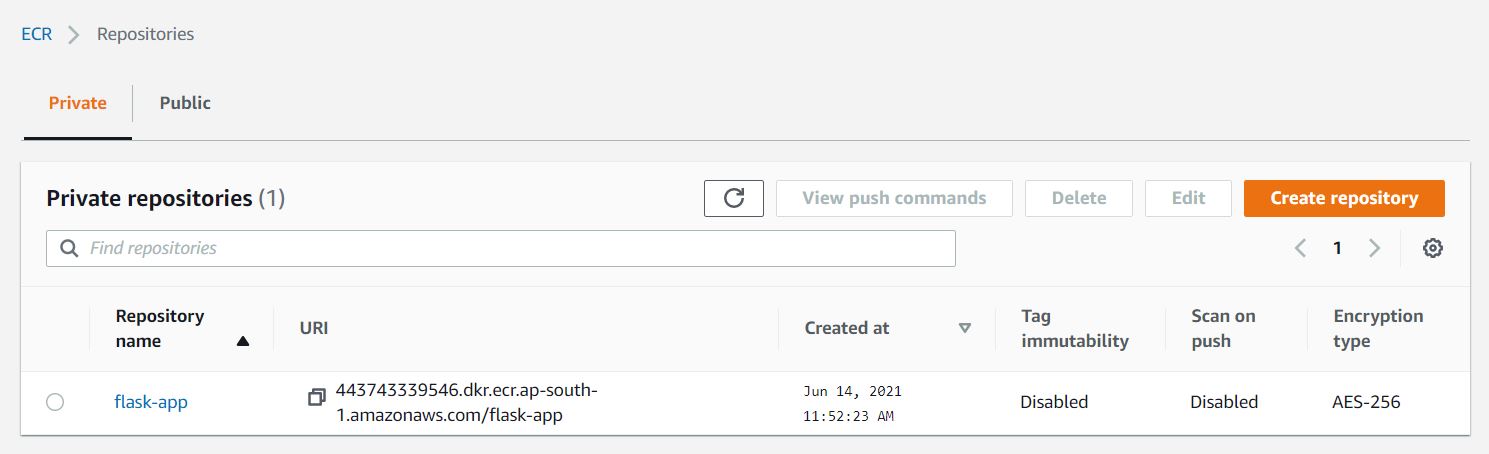 ECR > Repositories
Private Public
Private repositories (1) View push commands Delete Edit Create repository
Find repositories 1
Repository name URI Created at Tag immutability Scan on push Encryption type
flask-app 443743339546.dkr.ecr.ap-south- Jun 14, 2021 Disabled Disabled AES-256
1.amazonaws.com/flask-app 11:52:23 AM